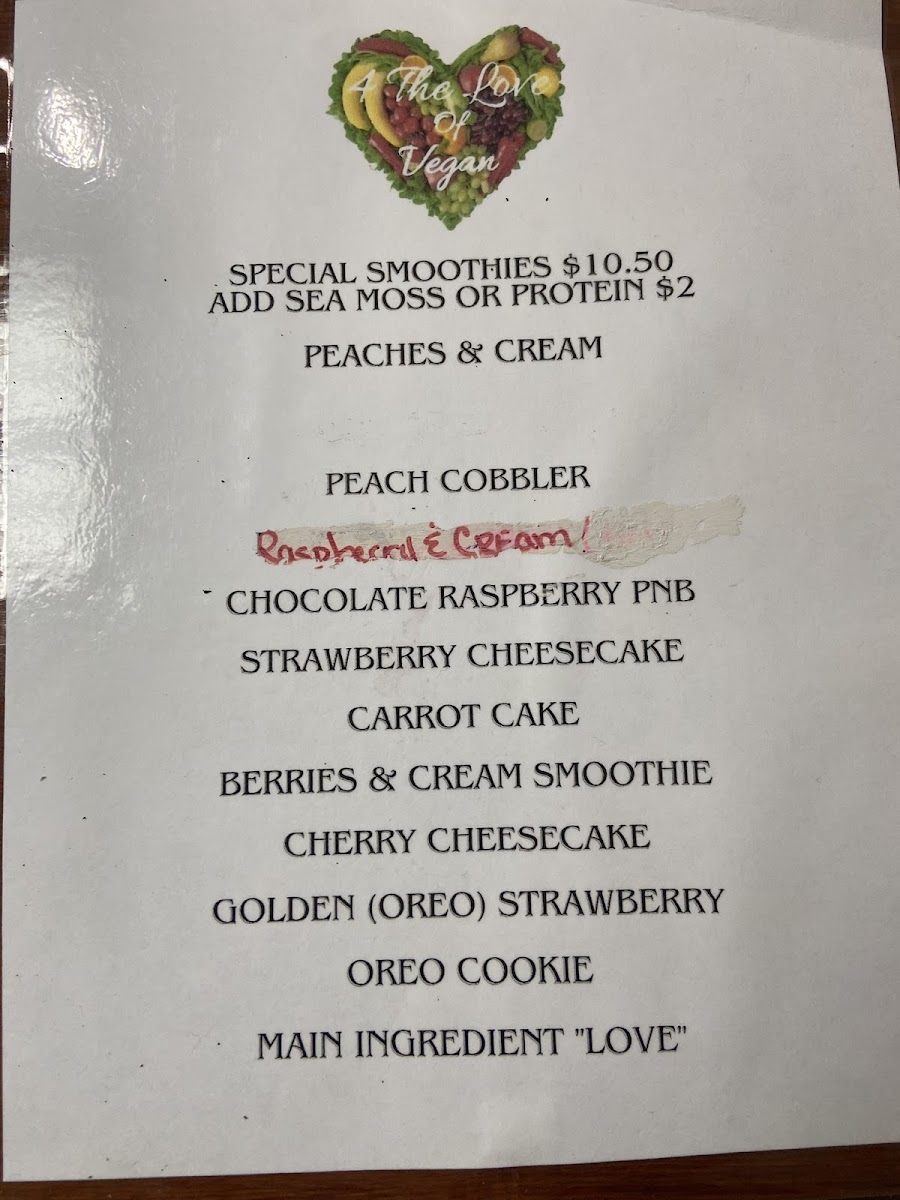 4 The Love
Of
Vegan
SPECIAL SMOOTHIES $10.50
ADD SEA MOSS OR PROTEIN $2
PEACHES & CREAM
PEACH COBBLER
Raspberry & CREam
CHOCOLATE RASPBERRY PNB
STRAWBERRY CHEESECAKE
CARROT CAKE
BERRIES & CREAM SMOOTHIE
CHERRY CHEESECAKE
GOLDEN (OREO) STRAWBERRY
OREO COOKIE
MAIN INGREDIENT "LOVE"